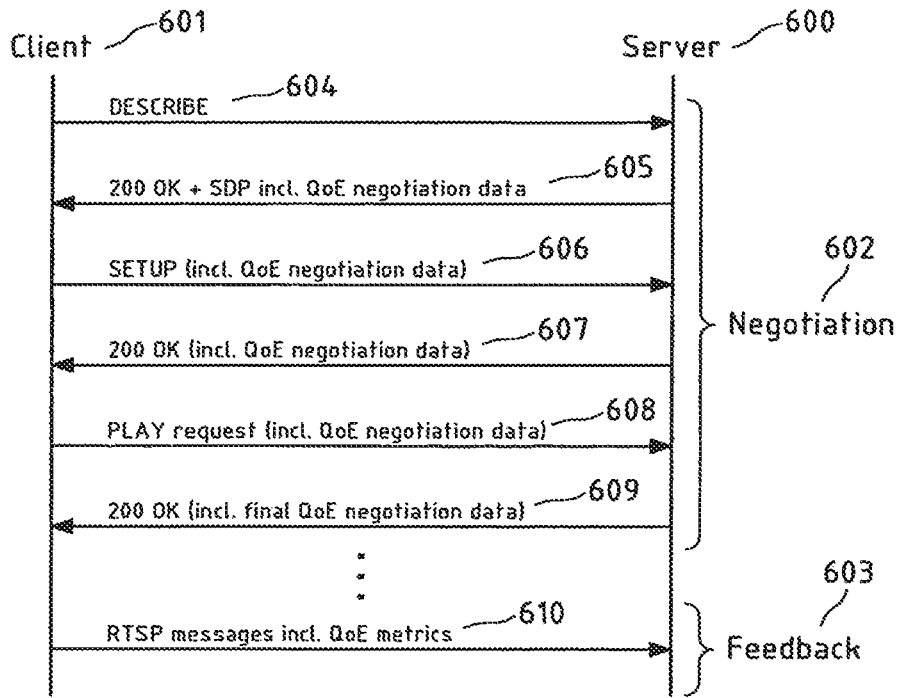 Client 601
Server 600
DESCRIBE 604
200 OK + SDP incl. QoE negotiation data 605
SETUP (incl. QoE negotiation data) 606
602
Negotiation
200 OK (incl. QoE negotiation data) 607
PLAY request (incl. QoE negotiation data) 608
200 OK (incl. final QoE negotiation data) 609
603
RTSP messages incl. QoE metrics 610
Feedback